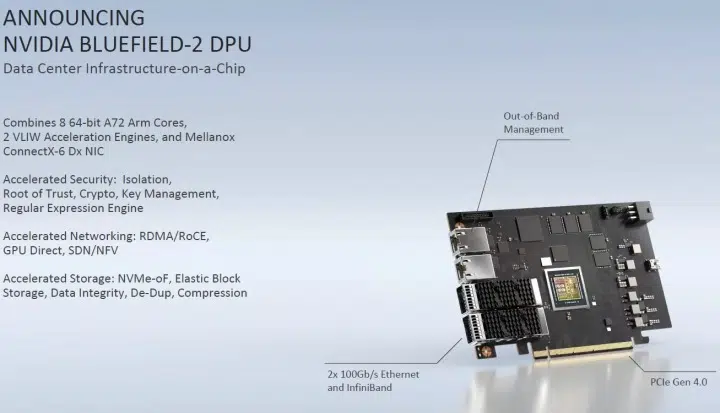 ANNOUNCING
NVIDIA BLUEFIELD-2 DPU
Data Center Infrastructure-on-a-Chip
Combines 8 64-bit A72 Arm Cores,
2 VLIW Acceleration Engines, and Mellanox
ConnectX-6 Dx NIC
Accelerated Security: Isolation,
Root of Trust, Crypto, Key Management,
Regular Expression Engine
Accelerated Networking: RDMA/RoCE,
GPU Direct, SDN/NFV
Accelerated Storage: NVMe-oF, Elastic Block
Storage, Data Integrity, De-Dup, Compression
Out-of-Band
Management
2x 100Gb/s Ethernet
and InfiniBand
PCIe Gen 4.0